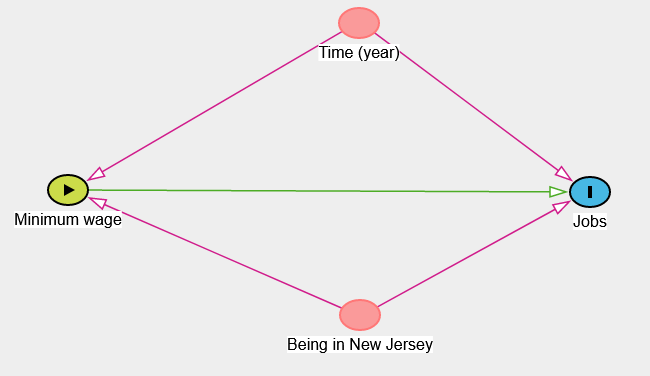 Time (year)
Minimum wage
Jobs
Being in New Jersey